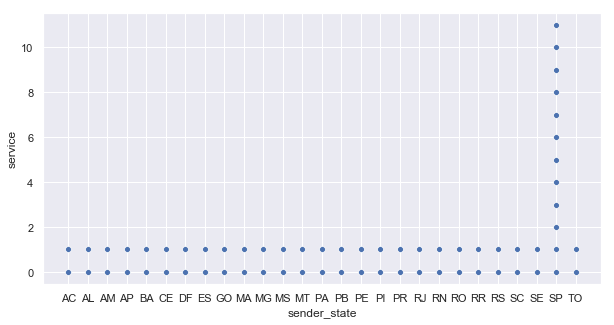 10
8
6
4
2
0
service
AC AL AM AP BA CE DF ES GO MA MG MS MT PA PB PE PI PR RJ RN RO RR RS SC SE SP TO
sender_state